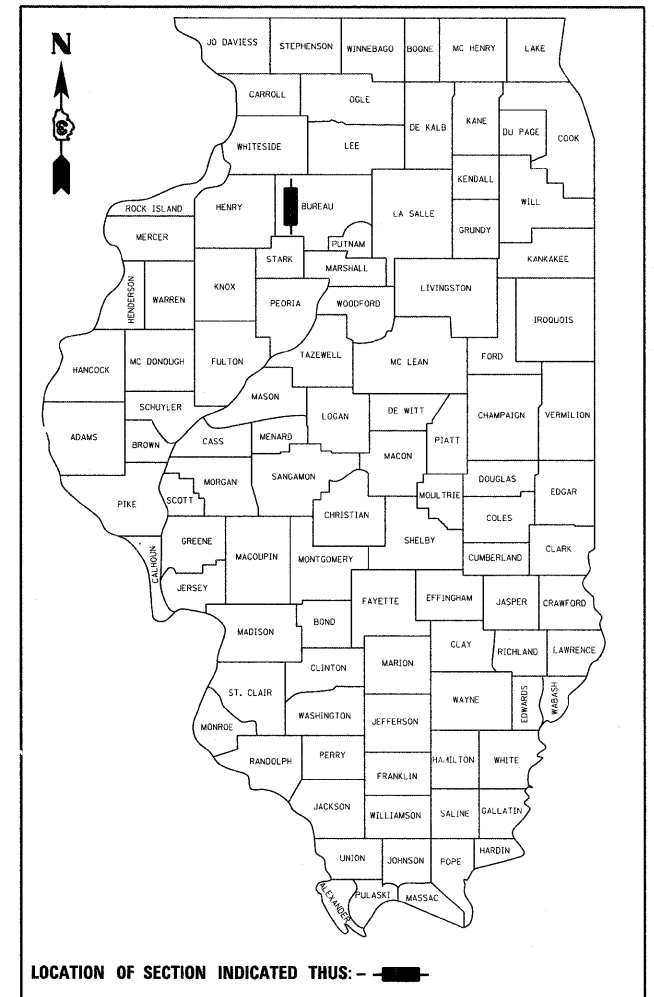 JO DAVIESS
STEPHENSON
WINNEBAGO
BOONE
MC HENRY
LAKE
N
CARROLL
OGLE
DE KALB
KANE
DU PAGE
COOK
WHITESIDE
LEE
KENDALL
WILL
ROCK ISLAND
HENRY
BUREAU
LA SALLE
GRUNDY
MERCER
PUTNAM
STARK
MARSHALL
KANKAKEE
HENDERSON
WARREN
KNOX
PEORIA
WOODFORD
LIVINGSTON
IROQUOIS
HANCOCK
MC DONOUGH
FULTON
TAZEWELL
MC LEAN
FORD
SCHUYLER
MASON
LOGAN
DE WITT
CHAMPAIGN
VERMILION
ADAMS
BROWN
CASS
MENARD
MACON
PIATT
PIKE
SCOTT
MORGAN
SANGAMON
CHRISTIAN
MOULTRIE
DOUGLAS
EDGAR
COLES
CALHOUN
GREENE
MACOUPIN
MONTGOMERY
SHELBY
CUMBERLAND
CLARK
JERSEY
FAYETTE
EFFINGHAM
JASPER
CRAWFORD
MADISON
BOND
CLAY
RICHLAND
LAWRENCE
CLINTON
MARION
ST. CLAIR
WAYNE
EDWARDS
WABASH
WASHINGTON
JEFFERSON
MONROE
RANDOLPH
PERRY
HAMILTON
WHITE
FRANKLIN
JACKSON
WILLIAMSON
SALINE
GALLATIN
UNION
JOHNSON
POPE
HARDIN
ALEXANDER
PULASKI
MASSAC
LOCATION OF SECTION INDICATED THUS: -